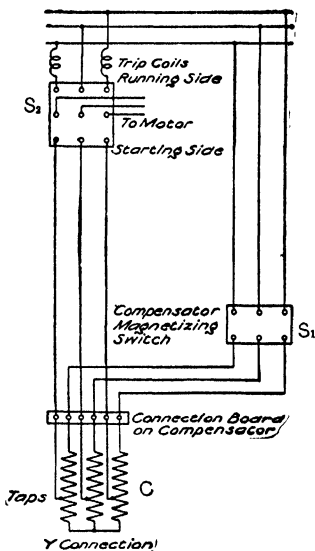 Trip Coils
Running Side
S₂
To Motor
Starting Side
Compensator
Magnetizing
Switch
S₁
Connection Board
on Compensator
Taps
C
Y Connection